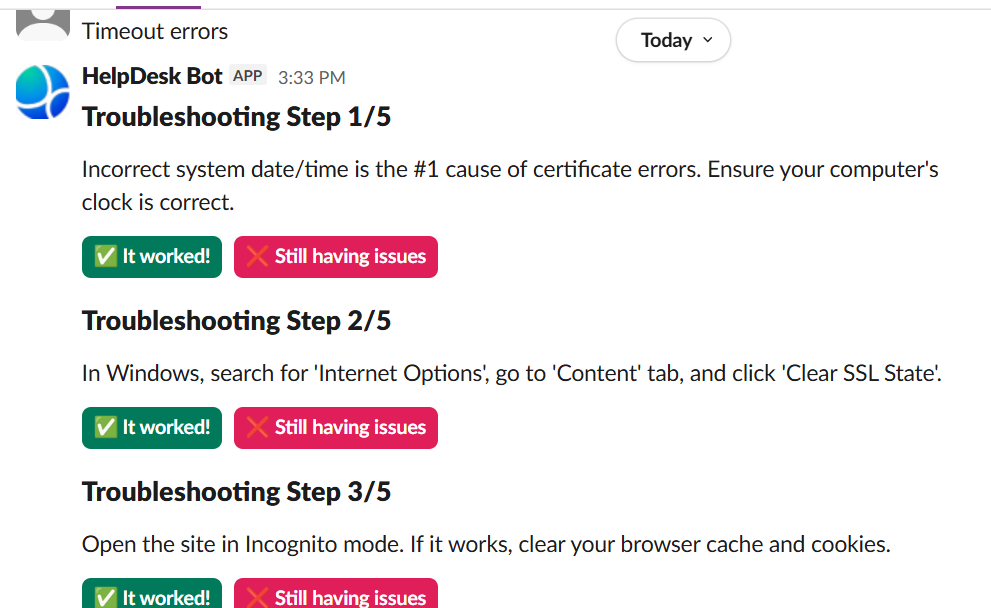 Timeout errors
Today
HelpDesk Bot APP 3:33 PM
Troubleshooting Step 1/5
Incorrect system date/time is the #1 cause of certificate errors. Ensure your computer's
clock is correct.
✅ It worked! ❌ Still having issues
Troubleshooting Step 2/5
In Windows, search for 'Internet Options', go to 'Content' tab, and click 'Clear SSL State'.
✅ It worked! ❌ Still having issues
Troubleshooting Step 3/5
Open the site in Incognito mode. If it works, clear your browser cache and cookies.
✅ It worked! ❌ Still having issues